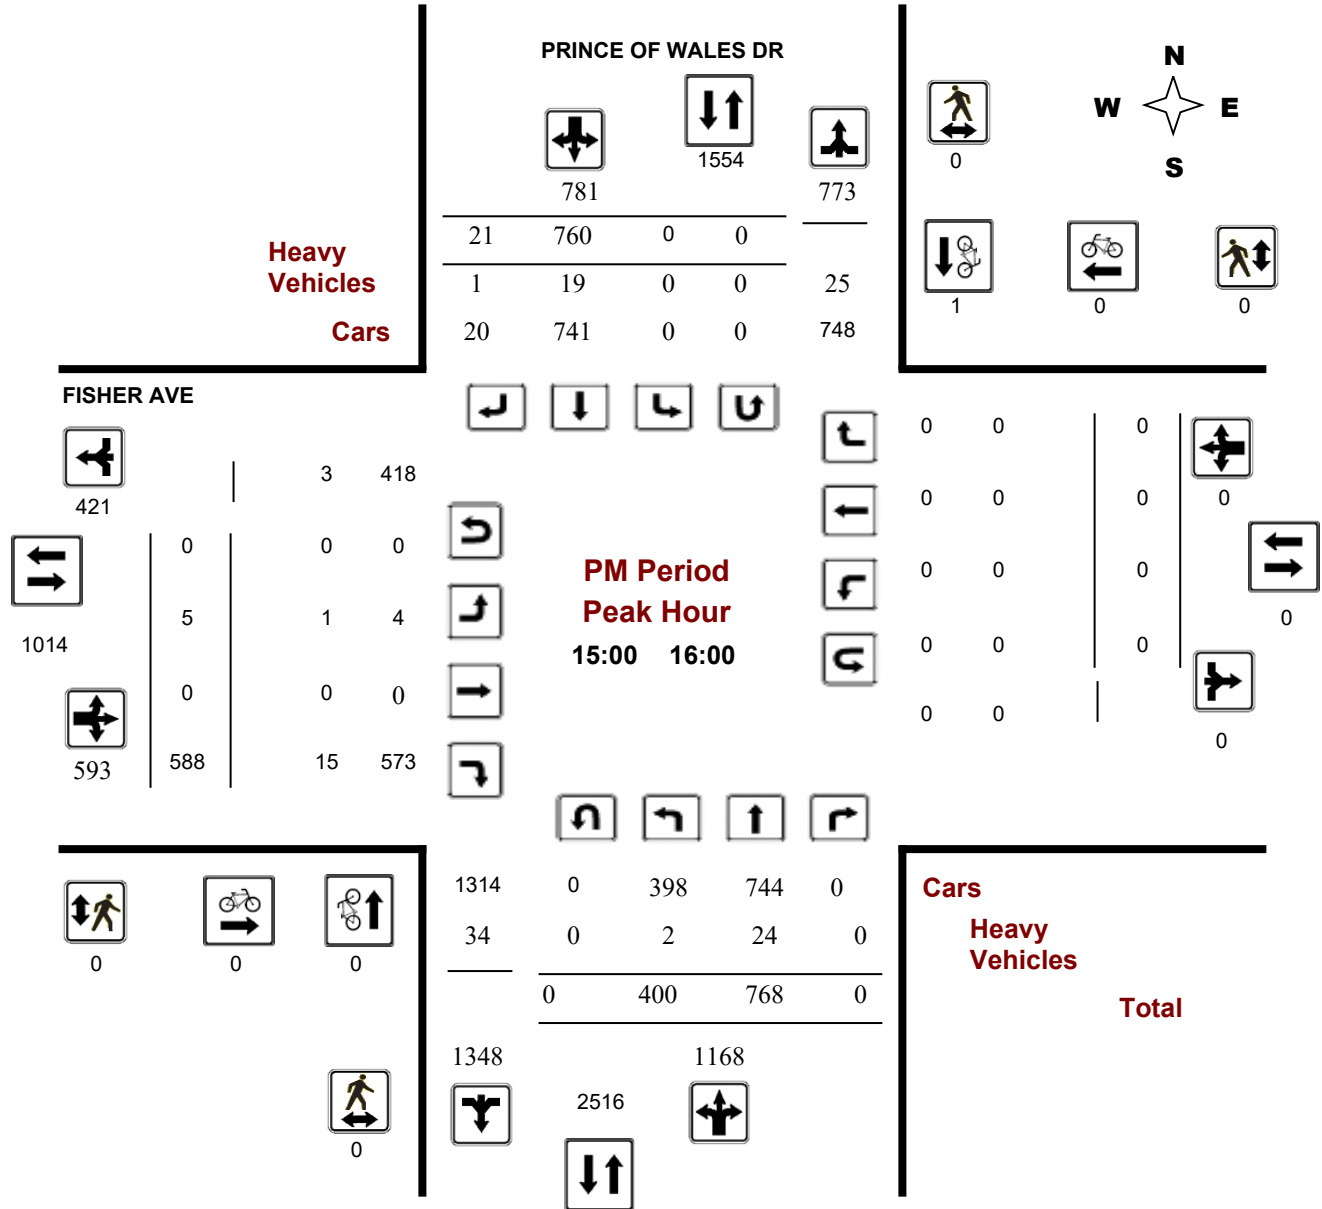 PRINCE OF WALES DR
N
W E
S
1554
0
781 773
21 760 0 0
Heavy
Vehicles 1 19 0 0 25
1 0 0
Cars 20 741 0 0 748
FISHER AVE
0 0 0
3 418
421
0 0 0 0
0 0 0
PM Period
0 0 0
Peak Hour
5 1 4
0
1014
15:00 16:00
0 0 0
0 0 0
0 0
0
593 588 15 573
1314 0 398 744 0 Cars
34 0 2 24 0 Heavy
Vehicles
0 0 0
0 400 768 0 Total
1348 1168
2516
0